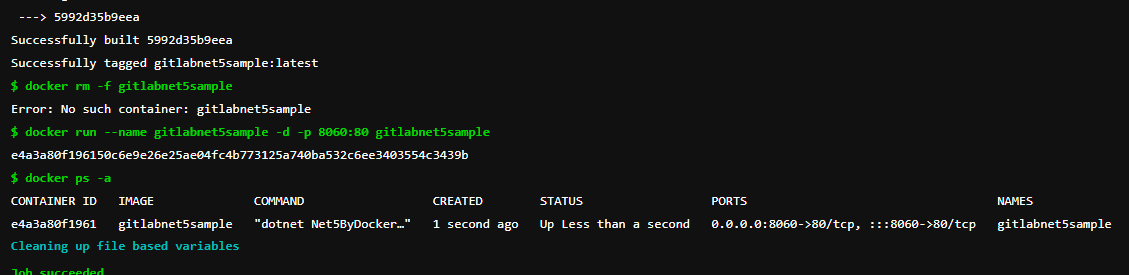 ---> 5992d35b9eea
Successfully built 5992d35b9eea
Successfully tagged gitlabnet5sample:latest
$ docker rm -f gitlabnet5sample
Error: No such container: gitlabnet5sample
$ docker run --name gitlabnet5sample -d -p 8060:80 gitlabnet5sample
e4a3a80f196150c6e9e26e25ae04fc4b773125a740ba532c6ee3403554c3439b
$ docker ps -a
CONTAINER ID IMAGE COMMAND CREATED STATUS PORTS NAMES
e4a3a80f1961 gitlabnet5sample "dotnet Net5ByDocker…" 1 second ago Up Less than a second 0.0.0.0:8060->80/tcp, :::8060->80/tcp gitlabnet5sample
Cleaning up file based variables
Job succeeded